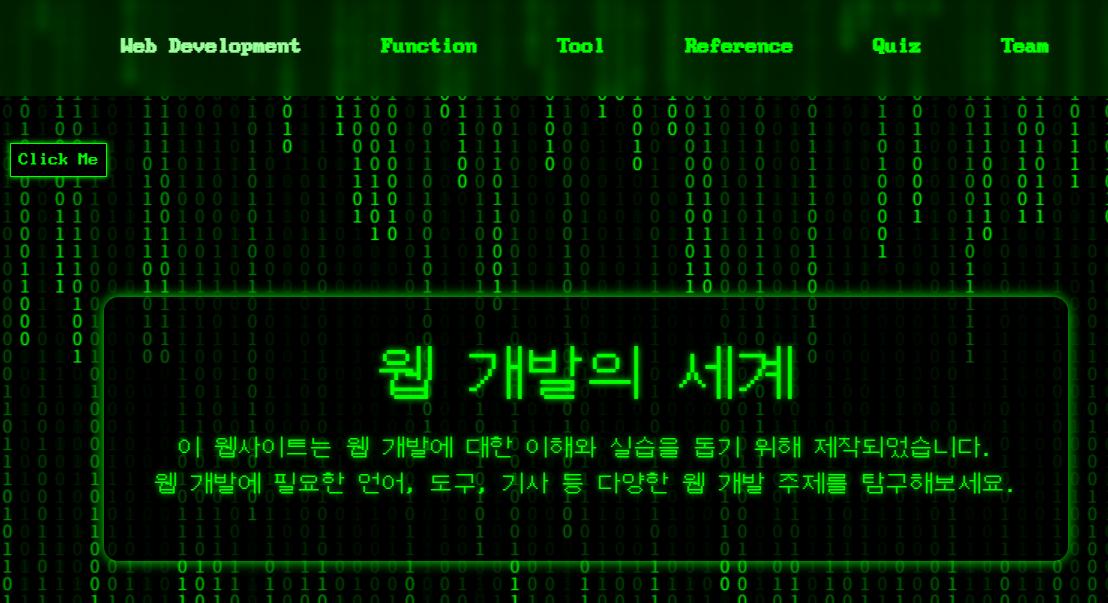 Web Development Function Tool Reference Quiz Team
Click Me
웹 개발의 세계
이 웹사이트는 웹 개발에 대한 이해와 실습을 돕기 위해 제작되었습니다.
웹 개발에 필요한 언어, 도구, 기사 등 다양한 웹 개발 주제를 탐구해보세요.